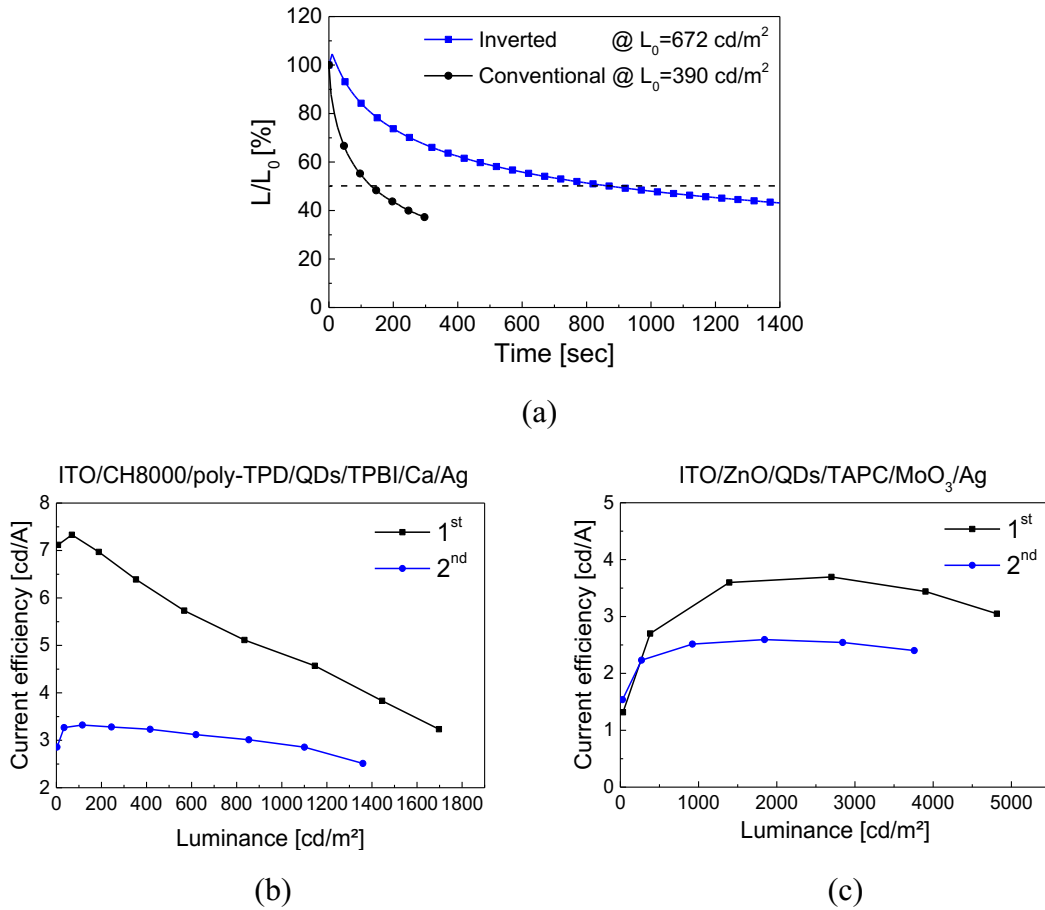 120
100
80
60
40
20
0
L/L₀ [%]
Inverted @ L₀=672 cd/m²
Conventional @ L₀=390 cd/m²
0 200 400 600 800 1000 1200 1400
Time [sec]
(a)
ITO/CH8000/poly-TPD/QDs/TPBI/Ca/Ag
8
7
6
5
4
3
2
Current efficiency [cd/A]
1st
2nd
0 200 400 600 800 1000 1200 1400 1600 1800
Luminance [cd/m²]
(b)
ITO/ZnO/QDs/TAPC/MoO₃/Ag
5
4
3
2
1
0
Current efficiency [cd/A]
1st
2nd
0 1000 2000 3000 4000 5000
Luminance [cd/m²]
(c)